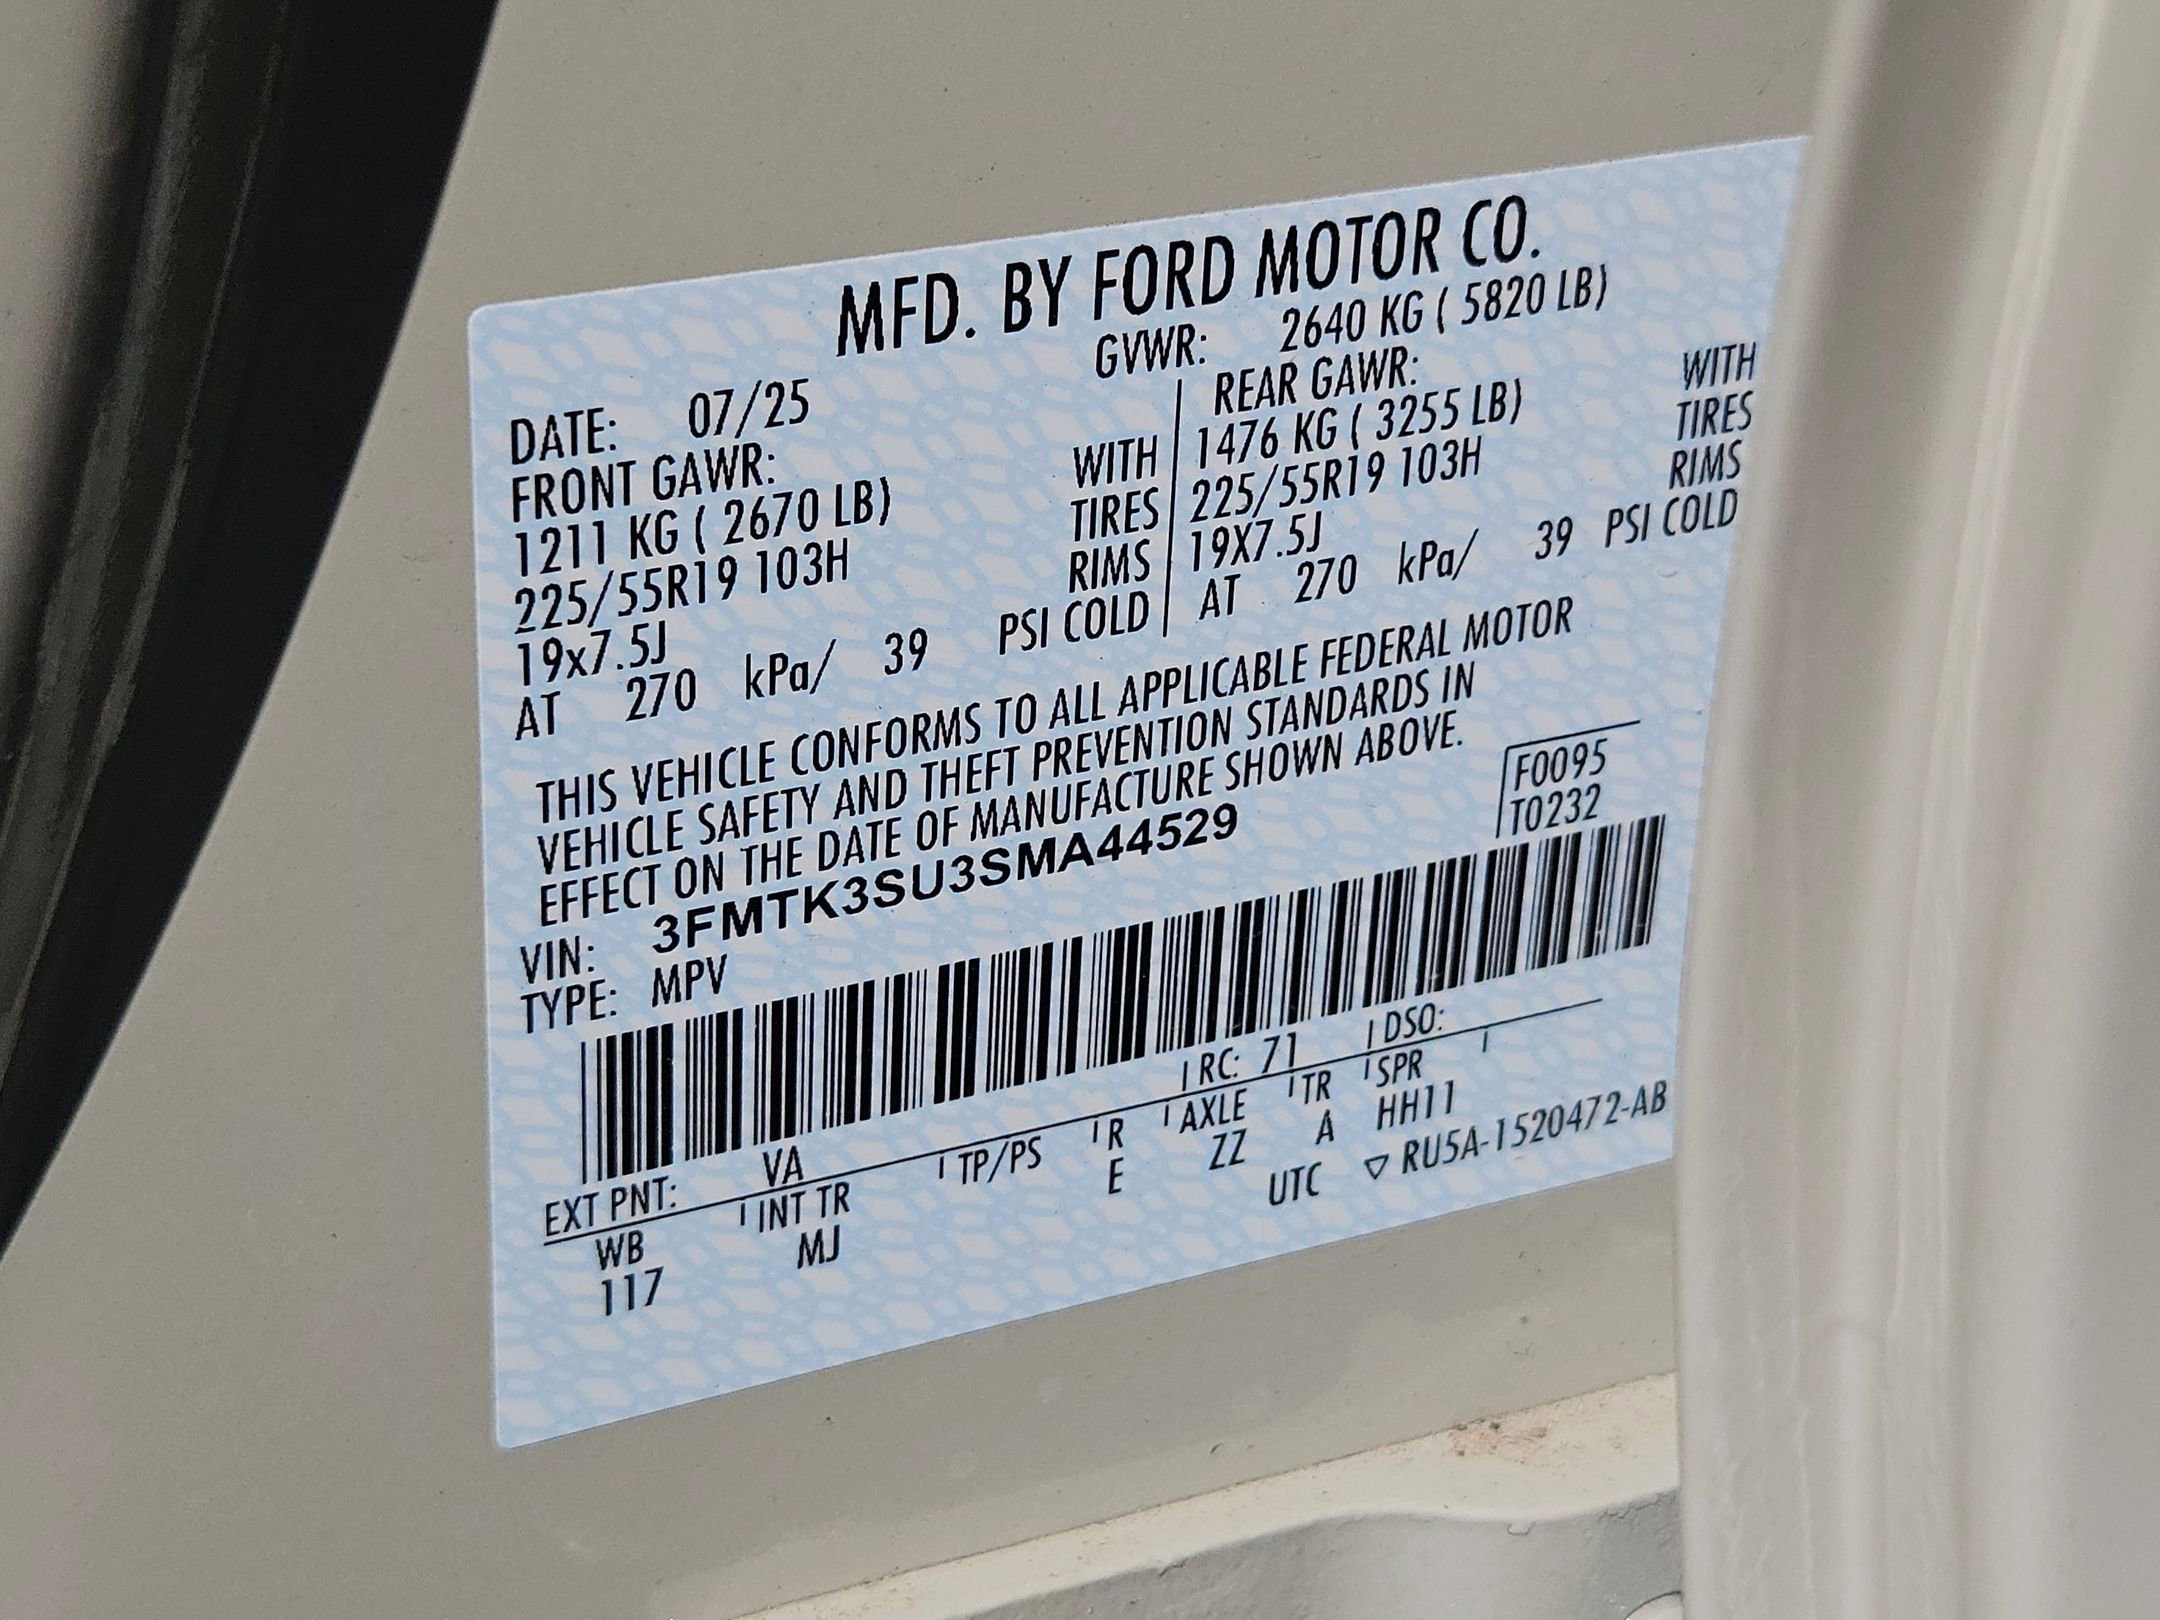 MFD. BY FORD MOTOR CO.
DATE: 07/25 GVWR: 2640 KG ( 5820 LB)
FRONT GAWR: REAR GAWR:
1211 KG ( 2670 LB) WITH 1476 KG ( 3255 LB) WITH
225/55R19 103H TIRES 225/55R19 103H TIRES
19x7.5J RIMS 19X7.5J RIMS
AT 270 kPa/ 39 PSI COLD AT 270 kPa/ 39 PSI COLD
THIS VEHICLE CONFORMS TO ALL APPLICABLE FEDERAL MOTOR
VEHICLE SAFETY AND THEFT PREVENTION STANDARDS IN
EFFECT ON THE DATE OF MANUFACTURE SHOWN ABOVE.
F0095
T0232
VIN: 3FMTK3SU3SMA44529
TYPE: MPV
EXT PNT: VA RC: 71 DSO:
WB INT TR TP/PS R AXLE TR SPR
117 MJ E ZZ A HH11
UTC ▽ RU5A-1520472-AB